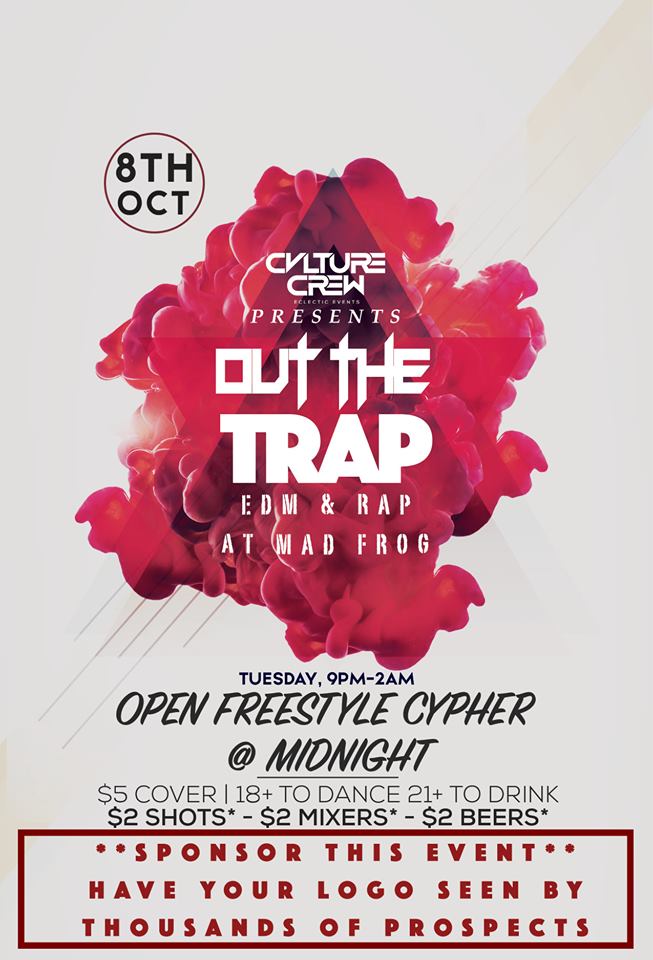 8TH
OCT
CVLTURE
CREW
ECLECTIC EVENTS
PRESENTS
OUT THE
TRAP
EDM & RAP
AT MAD FROG
TUESDAY, 9PM-2AM
OPEN FREESTYLE CYPHER
@ MIDNIGHT
$5 COVER | 18+ TO DANCE 21+ TO DRINK
$2 SHOTS* - $2 MIXERS* - $2 BEERS*
**SPONSOR THIS EVENT**
HAVE YOUR LOGO SEEN BY
THOUSANDS OF PROSPECTS